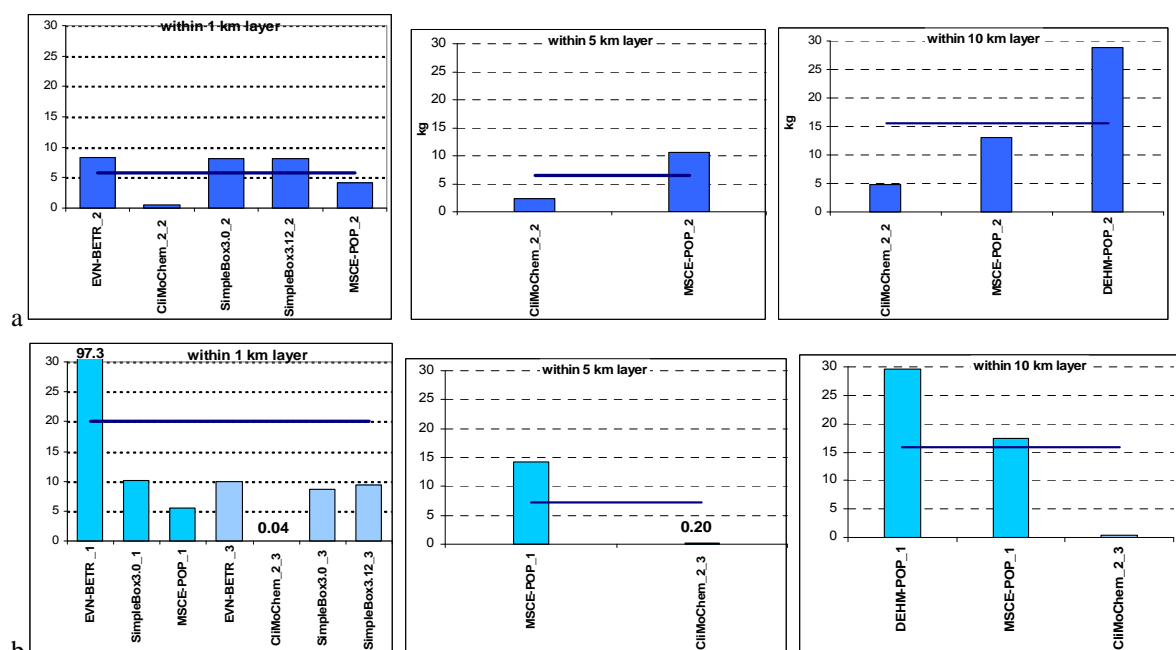 within 1 km layer
30
25
20
15
10
5
0
EVN-BETR_2
CliMoChem_2_2
SimpleBox3.0_2
SimpleBox3.12_2
MSCE-POP_2
within 5 km layer
kg
30
25
20
15
10
5
0
CliMoChem_2_2
MSCE-POP_2
within 10 km layer
kg
30
25
20
15
10
5
0
CliMoChem_2_2
MSCE-POP_2
DEHM-POP_2
a
within 1 km layer
97.3
30
25
20
15
10
5
0
0.04
EVN-BETR_1
SimpleBox3.0_1
MSCE-POP_1
EVN-BETR_3
CliMoChem_2_3
SimpleBox3.0_3
SimpleBox3.12_3
within 5 km layer
30
25
20
15
10
5
0
0.20
MSCE-POP_1
CliMoChem_2_3
within 10 km layer
30
25
20
15
10
5
0
DEHM-POP_1
MSCE-POP_1
CliMoChem_2_3
b